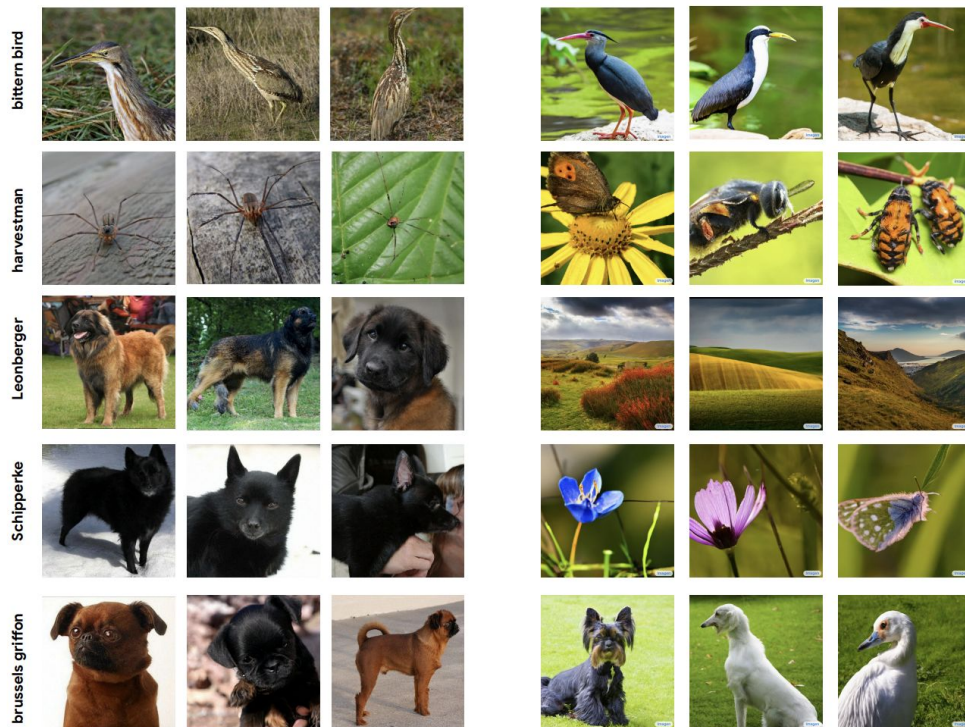 bittern bird
harvestman
Leonberger
Schipperke
brussels griffon